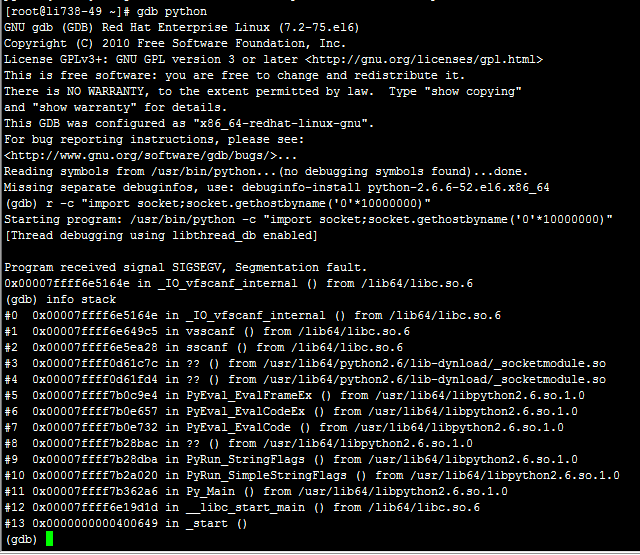 [root@li738-49 ~]# gdb python
GNU gdb (GDB) Red Hat Enterprise Linux (7.2-75.el6)
Copyright (C) 2010 Free Software Foundation, Inc.
License GPLv3+: GNU GPL version 3 or later <http://gnu.org/licenses/gpl.html>
This is free software: you are free to change and redistribute it.
There is NO WARRANTY, to the extent permitted by law.  Type "show copying"
and "show warranty" for details.
This GDB was configured as "x86_64-redhat-linux-gnu".
For bug reporting instructions, please see:
<http://www.gnu.org/software/gdb/bugs/>...
Reading symbols from /usr/bin/python...(no debugging symbols found)...done.
Missing separate debuginfos, use: debuginfo-install python-2.6.6-52.el6.x86_64
(gdb) r -c "import socket;socket.gethostbyname('0'*10000000)"
Starting program: /usr/bin/python -c "import socket;socket.gethostbyname('0'*10000000)"
[Thread debugging using libthread_db enabled]
Program received signal SIGSEGV, Segmentation fault.
0x00007ffff6e5164e in _IO_vfscanf_internal () from /lib64/libc.so.6
(gdb) info stack
#0  0x00007ffff6e5164e in _IO_vfscanf_internal () from /lib64/libc.so.6
#1  0x00007ffff6e649c5 in vsscanf () from /lib64/libc.so.6
#2  0x00007ffff6e5ea28 in sscanf () from /lib64/libc.so.6
#3  0x00007ffff0d61c7c in ?? () from /usr/lib64/python2.6/lib-dynload/_socketmodule.so
#4  0x00007ffff0d61fd4 in ?? () from /usr/lib64/python2.6/lib-dynload/_socketmodule.so
#5  0x00007ffff7b0c9e4 in PyEval_EvalFrameEx () from /usr/lib64/libpython2.6.so.1.0
#6  0x00007ffff7b0e657 in PyEval_EvalCodeEx () from /usr/lib64/libpython2.6.so.1.0
#7  0x00007ffff7b0e732 in PyEval_EvalCode () from /usr/lib64/libpython2.6.so.1.0
#8  0x00007ffff7b28bac in ?? () from /usr/lib64/libpython2.6.so.1.0
#9  0x00007ffff7b28dba in PyRun_StringFlags () from /usr/lib64/libpython2.6.so.1.0
#10 0x00007ffff7b2a020 in PyRun_SimpleStringFlags () from /usr/lib64/libpython2.6.so.1.0
#11 0x00007ffff7b362a6 in Py_Main () from /usr/lib64/libpython2.6.so.1.0
#12 0x00007ffff6e19d1d in __libc_start_main () from /lib64/libc.so.6
#13 0x0000000000400649 in _start ()
(gdb)